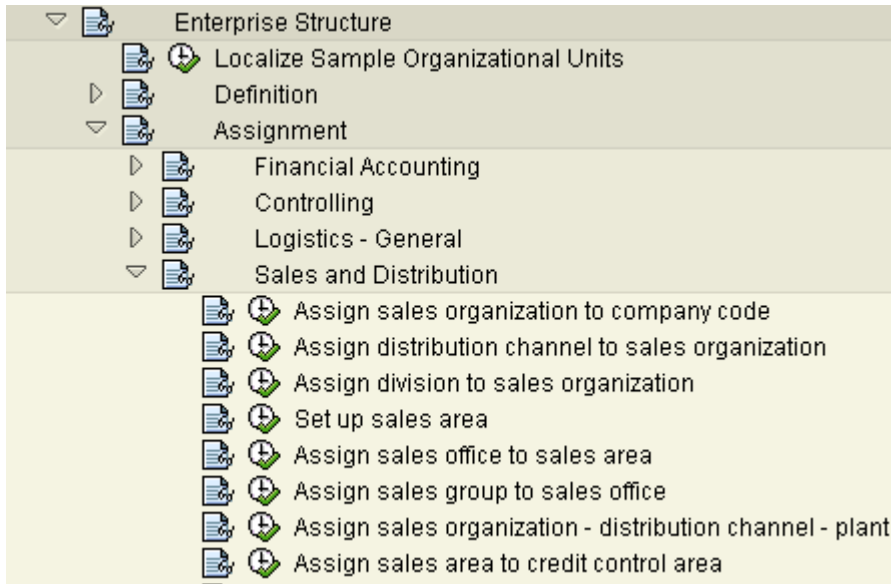 Enterprise Structure
Localize Sample Organizational Units
Definition
Assignment
Financial Accounting
Controlling
Logistics - General
Sales and Distribution
Assign sales organization to company code
Assign distribution channel to sales organization
Assign division to sales organization
Set up sales area
Assign sales office to sales area
Assign sales group to sales office
Assign sales organization - distribution channel - plant
Assign sales area to credit control area